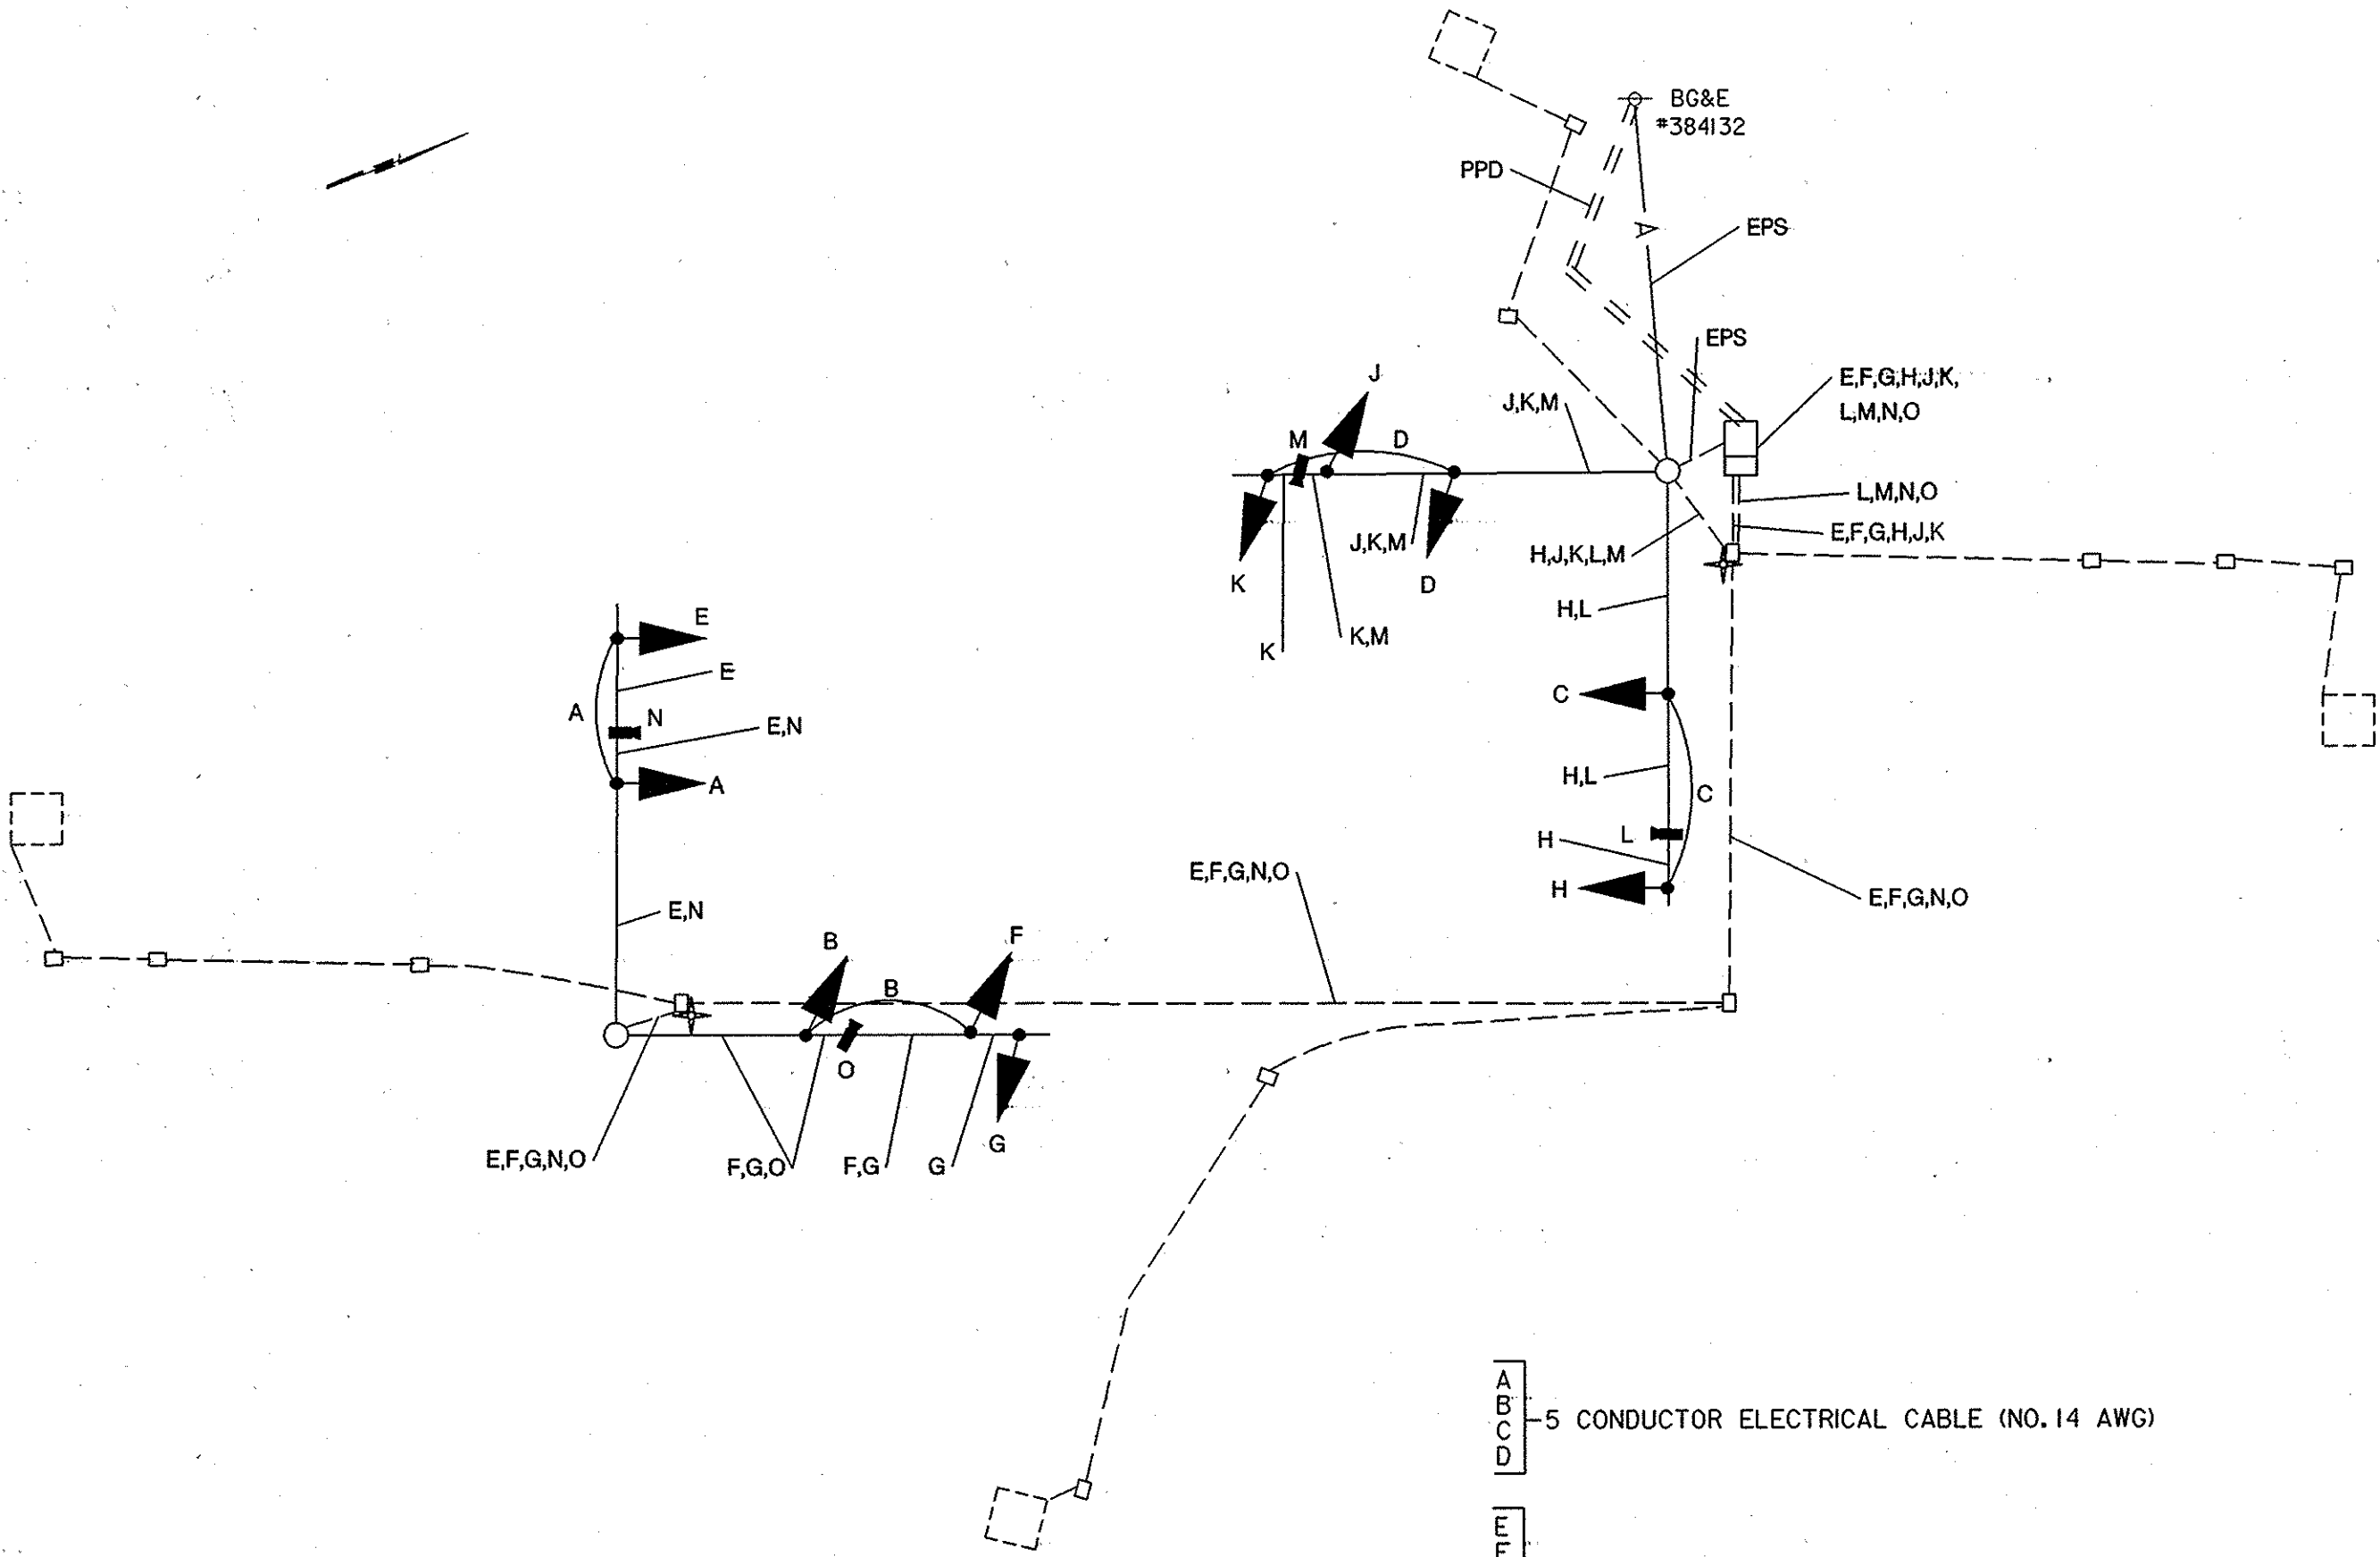 BG&E
#384132
PPD
A
EPS
EPS
J
E,F,G,H,J,K,
L,M,N,O
J,K,M
M
D
L,M,N,O
E,F,G,H,J,K
J,K,M
H,J,K,L,M
K
D
H,L
E
K
K,M
E
C
A
N
E,N
H,L
A
C
L
H
E,F,G,N,O
H
E,F,G,N,O
E,N
B
F
B
O
G
E,F,G,N,O
F,G,O
F,G
G
A
B
C
D
5 CONDUCTOR ELECTRICAL CABLE (NO.14 AWG)
E